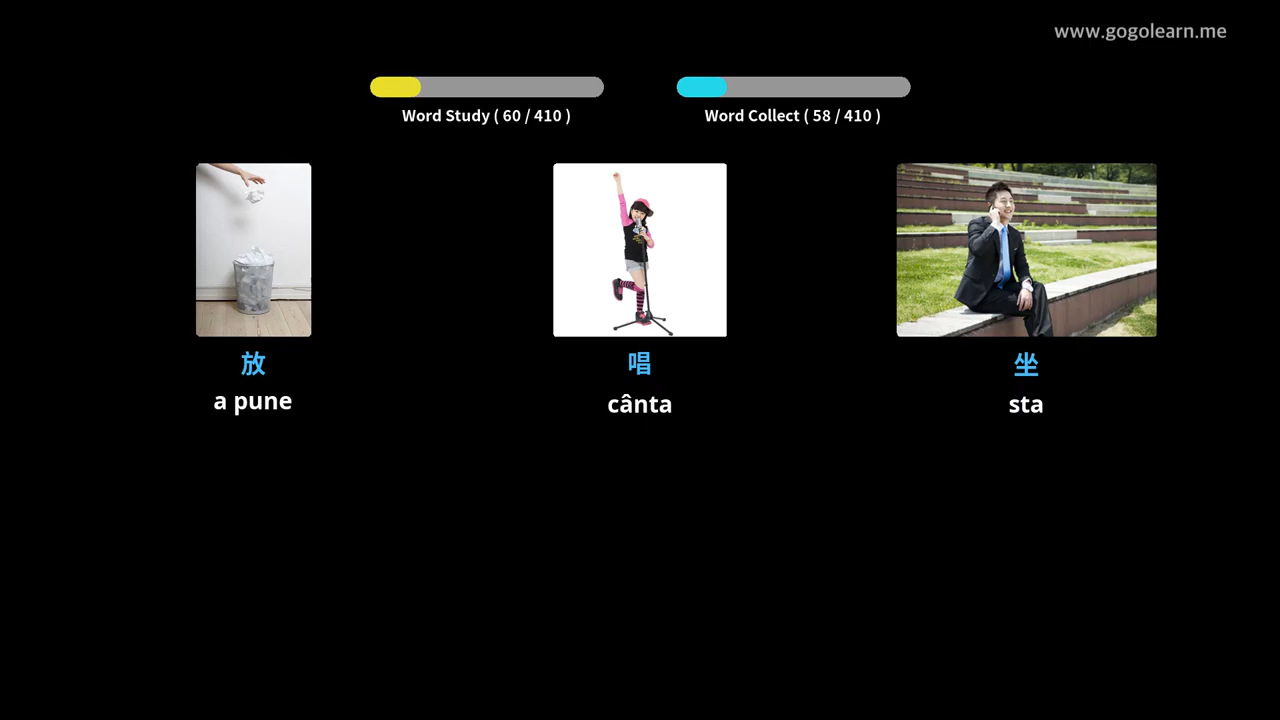 www.gogolearn.me
Word Study ( 60 / 410 )
Word Collect ( 58 / 410 )
放
唱
坐
a pune
cânta
sta